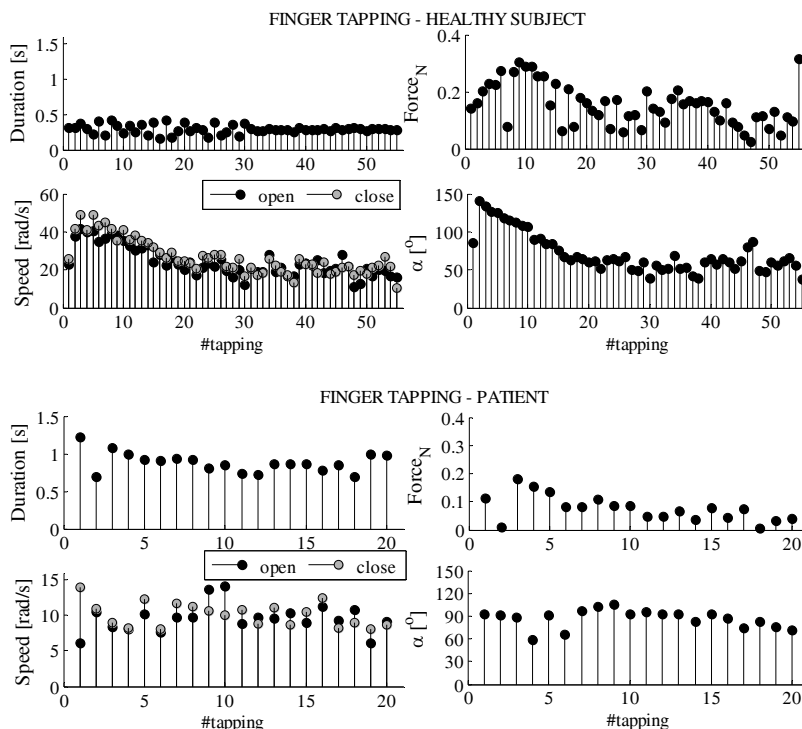 FINGER TAPPING - HEALTHY SUBJECT
Duration [s]
1.5
1
0.5
0
0 10 20 30 40 50
Force_N
0.4
0.2
0
0 10 20 30 40 50
Speed [rad/s]
60
40
20
0
open close
0 10 20 30 40 50
#tapping
α [°]
150
100
50
0
0 10 20 30 40 50
#tapping
FINGER TAPPING - PATIENT
Duration [s]
1.5
1
0.5
0
5 10 15 20
Force_N
0.4
0.3
0.2
0.1
0
0 5 10 15 20
Speed [rad/s]
15
10
5
0
open close
0 5 10 15 20
#tapping
α [°]
150
120
90
60
30
0
0 5 10 15 20
#tapping